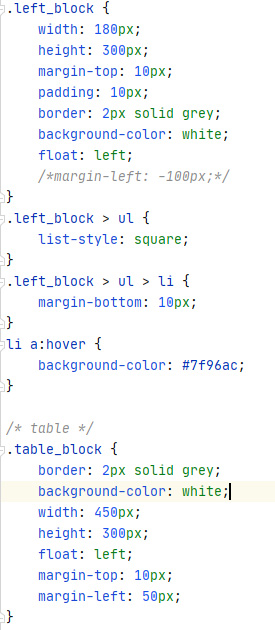 .left_block {
    width: 180px;
    height: 300px;
    margin-top: 10px;
    padding: 10px;
    border: 2px solid grey;
    background-color: white;
    float: left;
    /*margin-left: -100px;*/
}
.left_block > ul {
    list-style: square;
}
.left_block > ul > li {
    margin-bottom: 10px;
}
li a:hover {
    background-color: #7f96ac;
}

/* table */
.table_block {
    border: 2px solid grey;
    background-color: white;
    width: 450px;
    height: 300px;
    float: left;
    margin-top: 10px;
    margin-left: 50px;
}